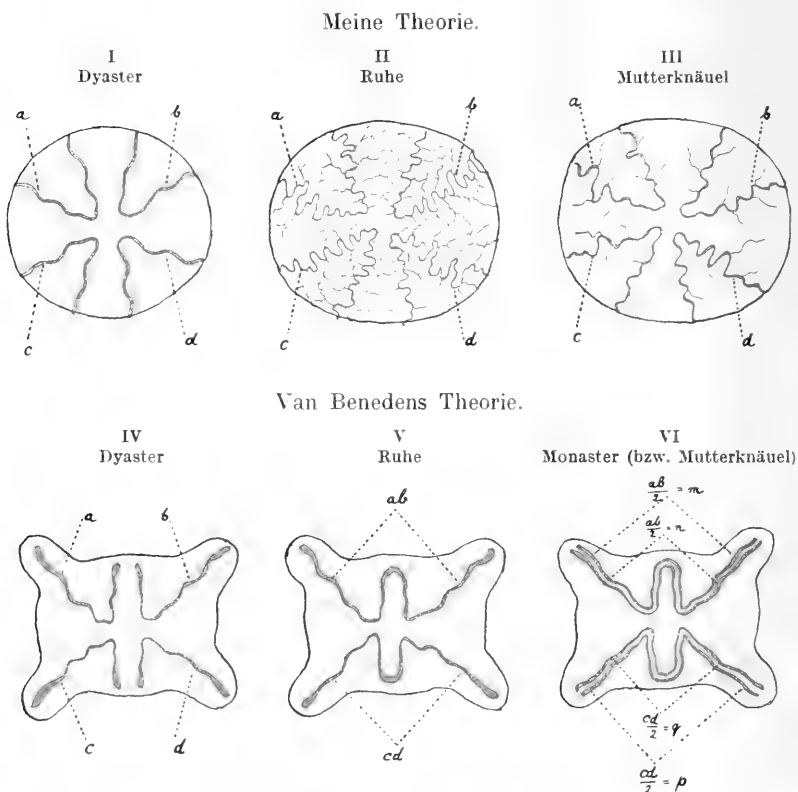 Meine Theorie.
I
Dyaster
II
Ruhe
III
Mutterknäuel
a
b
a
b
a
b
c
d
c
d
c
d
Van Benedens Theorie.
IV
Dyaster
V
Ruhe
VI
Monaster (bzw. Mutterknäuel)
a
b
ab
ab/2 = m
ab/2 = n
c
d
cd
cd/2 = q
cd/2 = p